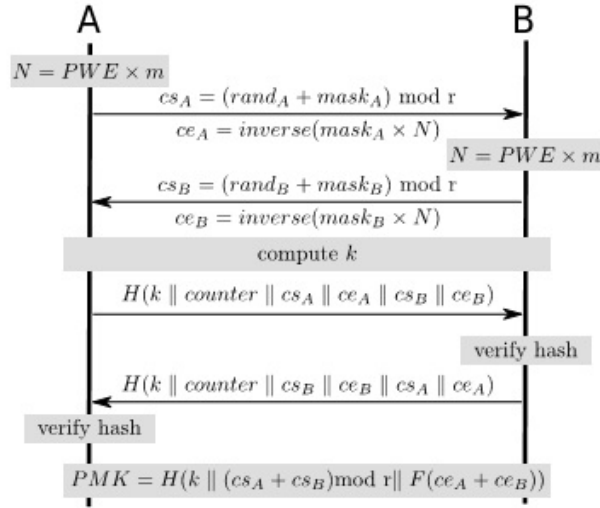 A
B
N = PWE × m
cs_A = (rand_A + mask_A) mod r
ce_A = inverse(mask_A × N)
N = PWE × m
cs_B = (rand_B + mask_B) mod r
ce_B = inverse(mask_B × N)
compute k
H(k ∥ counter ∥ cs_A ∥ ce_A ∥ cs_B ∥ ce_B)
verify hash
H(k ∥ counter ∥ cs_B ∥ ce_B ∥ cs_A ∥ ce_A)
verify hash
PMK = H(k ∥ (cs_A + cs_B)mod r∥ F(ce_A + ce_B))